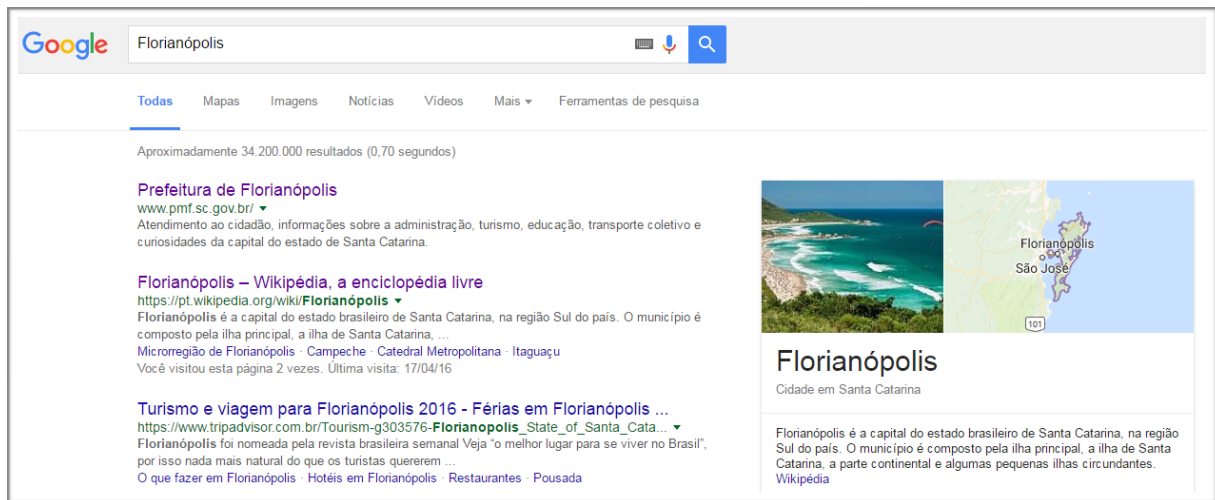 Google
Florianópolis
Todas Mapas Imagens Notícias Vídeos Mais Ferramentas de pesquisa
Aproximadamente 34.200.000 resultados (0,70 segundos)
Prefeitura de Florianópolis
www.pmf.sc.gov.br/
Atendimento ao cidadão, informações sobre a administração, turismo, educação, transporte coletivo e
curiosidades da capital do estado de Santa Catarina.
Florianópolis – Wikipédia, a enciclopédia livre
https://pt.wikipedia.org/wiki/Florianópolis
Florianópolis é a capital do estado brasileiro de Santa Catarina, na região Sul do país. O município é
composto pela ilha principal, a ilha de Santa Catarina, ...
Microrregião de Florianópolis · Campeche · Catedral Metropolitana · Itaguaçu
Você visitou esta página 2 vezes. Última visita: 17/04/16
Turismo e viagem para Florianópolis 2016 - Férias em Florianópolis ...
https://www.tripadvisor.com.br/Tourism-g303576-Florianopolis_State_of_Santa_Cata...
Florianópolis foi nomeada pela revista brasileira semanal Veja “o melhor lugar para se viver no Brasil”,
por isso nada mais natural do que os turistas quererem ...
O que fazer em Florianópolis · Hotéis em Florianópolis · Restaurantes · Pousada
Florianópolis
São José
101
Florianópolis
Cidade em Santa Catarina
Florianópolis é a capital do estado brasileiro de Santa Catarina, na região
Sul do país. O município é composto pela ilha principal, a ilha de Santa
Catarina, a parte continental e algumas pequenas ilhas circundantes.
Wikipédia